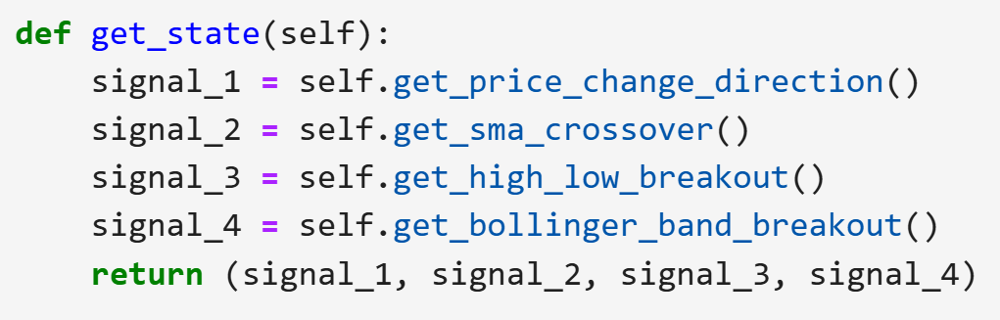 def get_state(self):
    signal_1 = self.get_price_change_direction()
    signal_2 = self.get_sma_crossover()
    signal_3 = self.get_high_low_breakout()
    signal_4 = self.get_bollinger_band_breakout()
    return (signal_1, signal_2, signal_3, signal_4)